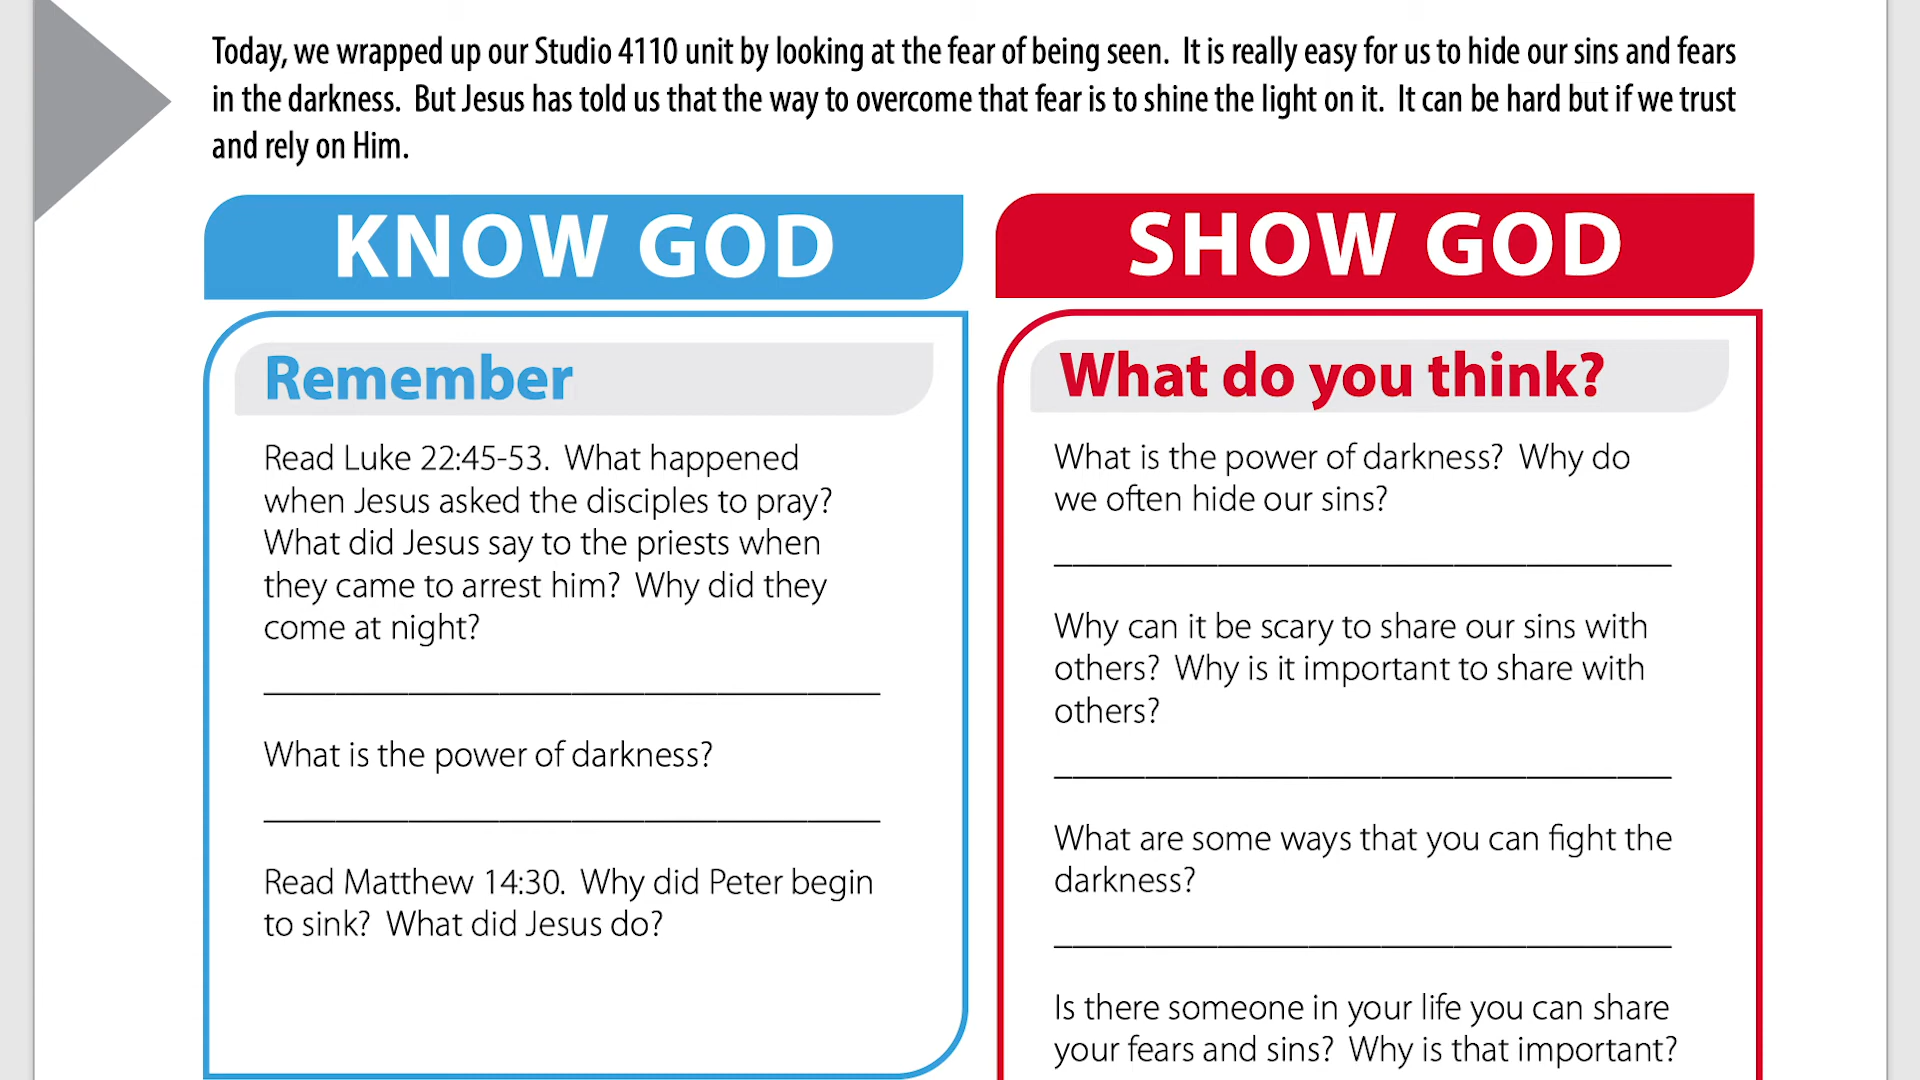 Today, we wrapped up our Studio 4110 unit by looking at the fear of being seen.  It is really easy for us to hide our sins and fears
in the darkness.  But Jesus has told us that the way to overcome that fear is to shine the light on it.  It can be hard but if we trust
and rely on Him.
KNOW GOD
Remember
Read Luke 22:45-53.  What happened
when Jesus asked the disciples to pray?
What did Jesus say to the priests when
they came to arrest him?  Why did they
come at night?
What is the power of darkness?
Read Matthew 14:30.  Why did Peter begin
to sink?  What did Jesus do?
SHOW GOD
What do you think?
What is the power of darkness?  Why do
we often hide our sins?
Why can it be scary to share our sins with
others?  Why is it important to share with
others?
What are some ways that you can fight the
darkness?
Is there someone in your life you can share
your fears and sins?  Why is that important?